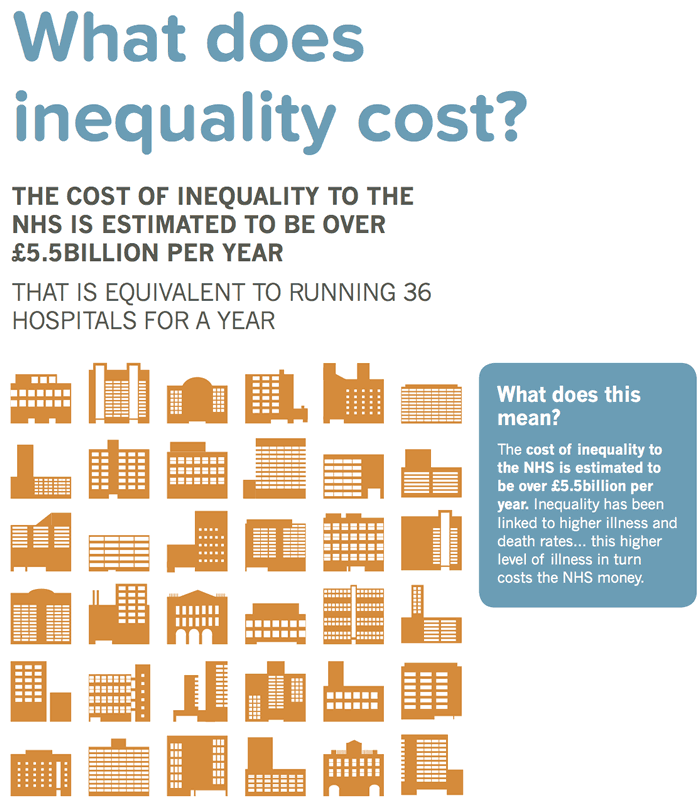 What does
inequality cost?
THE COST OF INEQUALITY TO THE
NHS IS ESTIMATED TO BE OVER
£5.5BILLION PER YEAR
THAT IS EQUIVALENT TO RUNNING 36
HOSPITALS FOR A YEAR
What does this
mean?
The cost of inequality to
the NHS is estimated to
be over £5.5billion per
year. Inequality has been
linked to higher illness and
death rates... this higher
level of illness in turn
costs the NHS money.